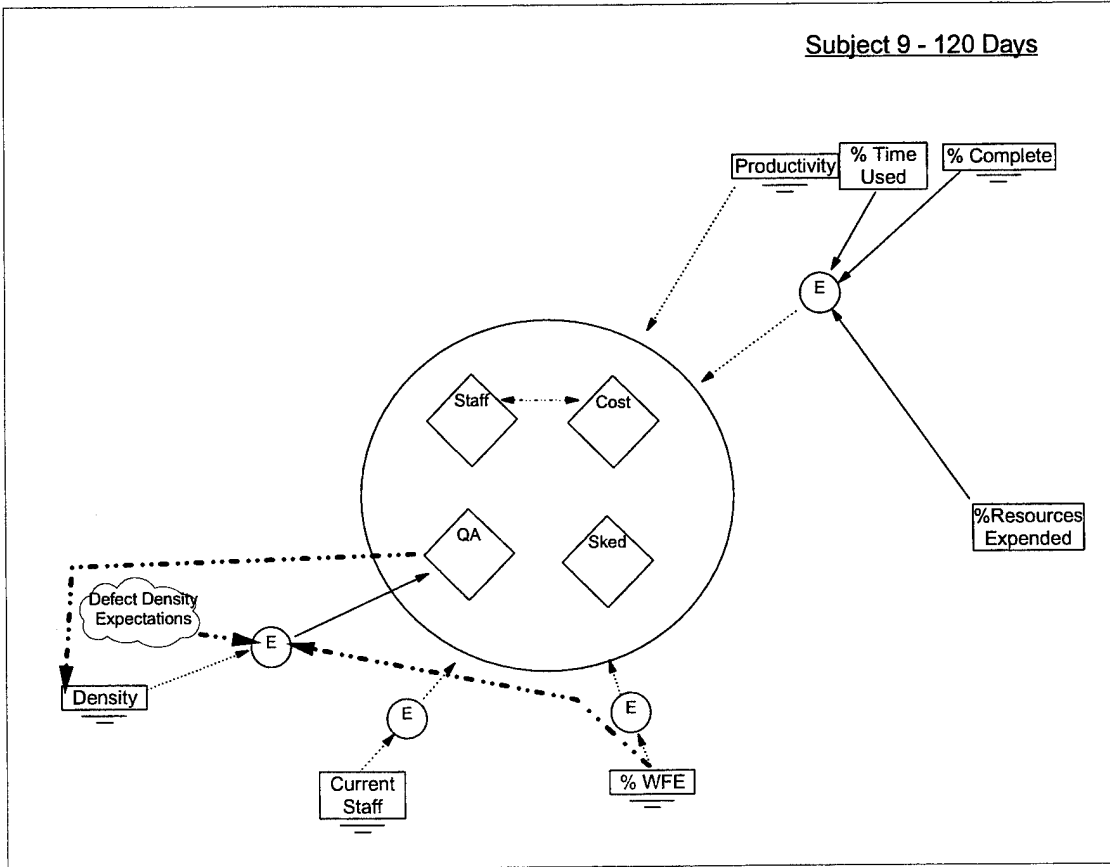 Subject 9 - 120 Days
Productivity
% Time
Used
% Complete
E
Staff
Cost
%Resources
Expended
QA
Sked
Defect Density
Expectations
E
Density
E
E
Current
Staff
% WFE